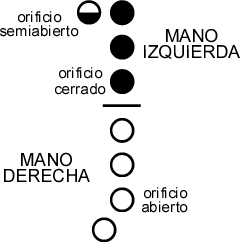 orificio
semiabierto
MANO
IZQUIERDA
orificio
cerrado
MANO
DERECHA
orificio
abierto